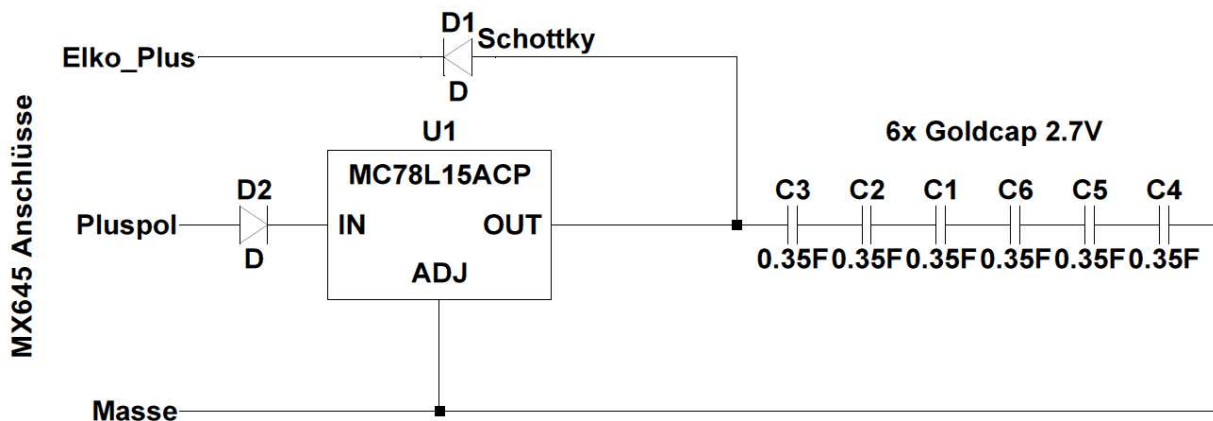 D1
Schottky
Elko_Plus
D
U1
6x Goldcap 2.7V
MX645 Anschlüsse
MC78L15ACP
D2
C3 C2 C1 C6 C5 C4
Pluspol
IN OUT
D
0.35F 0.35F 0.35F 0.35F 0.35F 0.35F
ADJ
Masse